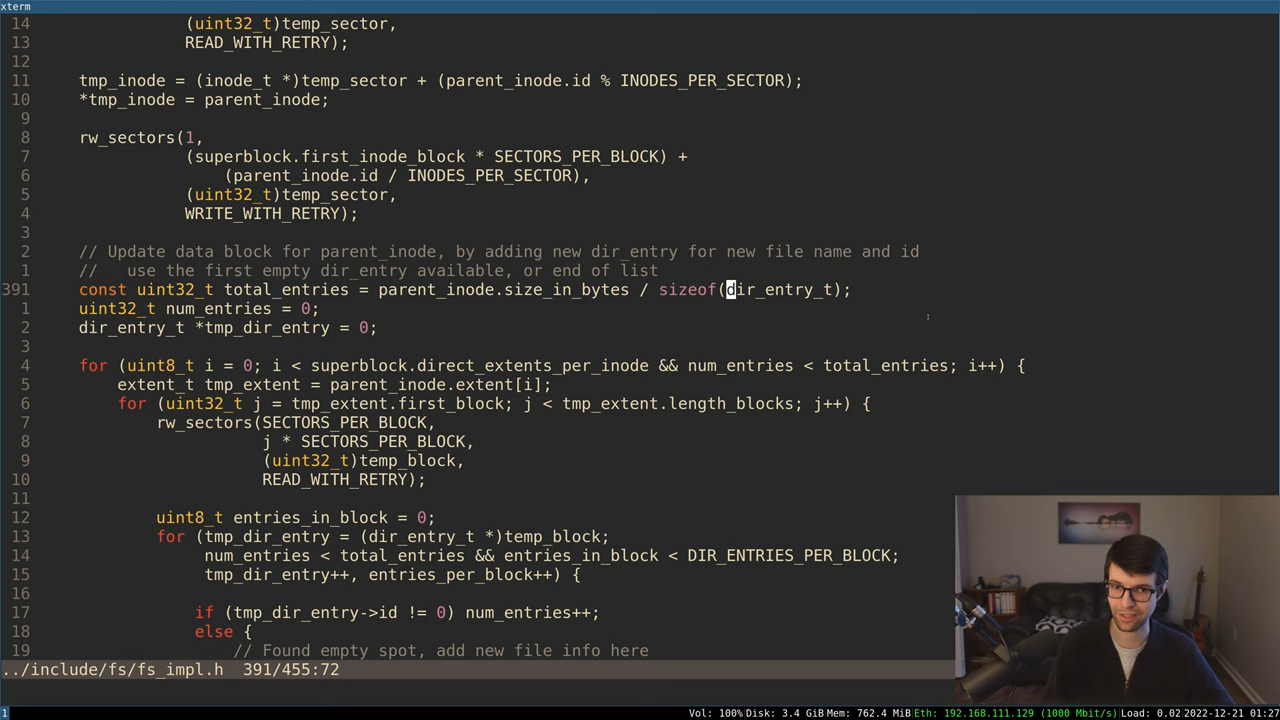 xterm
14 (uint32_t)temp_sector,
13 READ_WITH_RETRY);
12
11 tmp_inode = (inode_t *)temp_sector + (parent_inode.id % INODES_PER_SECTOR);
10 *tmp_inode = parent_inode;
9
8 rw_sectors(1,
7 (superblock.first_inode_block * SECTORS_PER_BLOCK) +
6 (parent_inode.id / INODES_PER_SECTOR),
5 (uint32_t)temp_sector,
4 WRITE_WITH_RETRY);
3
2 // Update data block for parent_inode, by adding new dir_entry for new file name and id
1 //   use the first empty dir_entry available, or end of list
391 const uint32_t total_entries = parent_inode.size_in_bytes / sizeof(dir_entry_t);
1 uint32_t num_entries = 0;
2 dir_entry_t *tmp_dir_entry = 0;
3
4 for (uint8_t i = 0; i < superblock.direct_extents_per_inode && num_entries < total_entries; i++) {
5 extent_t tmp_extent = parent_inode.extent[i];
6 for (uint32_t j = tmp_extent.first_block; j < tmp_extent.length_blocks; j++) {
7 rw_sectors(SECTORS_PER_BLOCK,
8 j * SECTORS_PER_BLOCK,
9 (uint32_t)temp_block,
10 READ_WITH_RETRY);
11
12 uint8_t entries_in_block = 0;
13 for (tmp_dir_entry = (dir_entry_t *)temp_block;
14 num_entries < total_entries && entries_in_block < DIR_ENTRIES_PER_BLOCK;
15 tmp_dir_entry++, entries_per_block++) {
16
17 if (tmp_dir_entry->id != 0) num_entries++;
18 else {
19 // Found empty spot, add new file info here
../include/fs/fs_impl.h  391/455:72
1 Vol: 100% Disk: 3.4 GiB Mem: 762.4 MiB Eth: 192.168.111.129 (1000 Mbit/s) Load: 0.02 2022-12-21 01:27